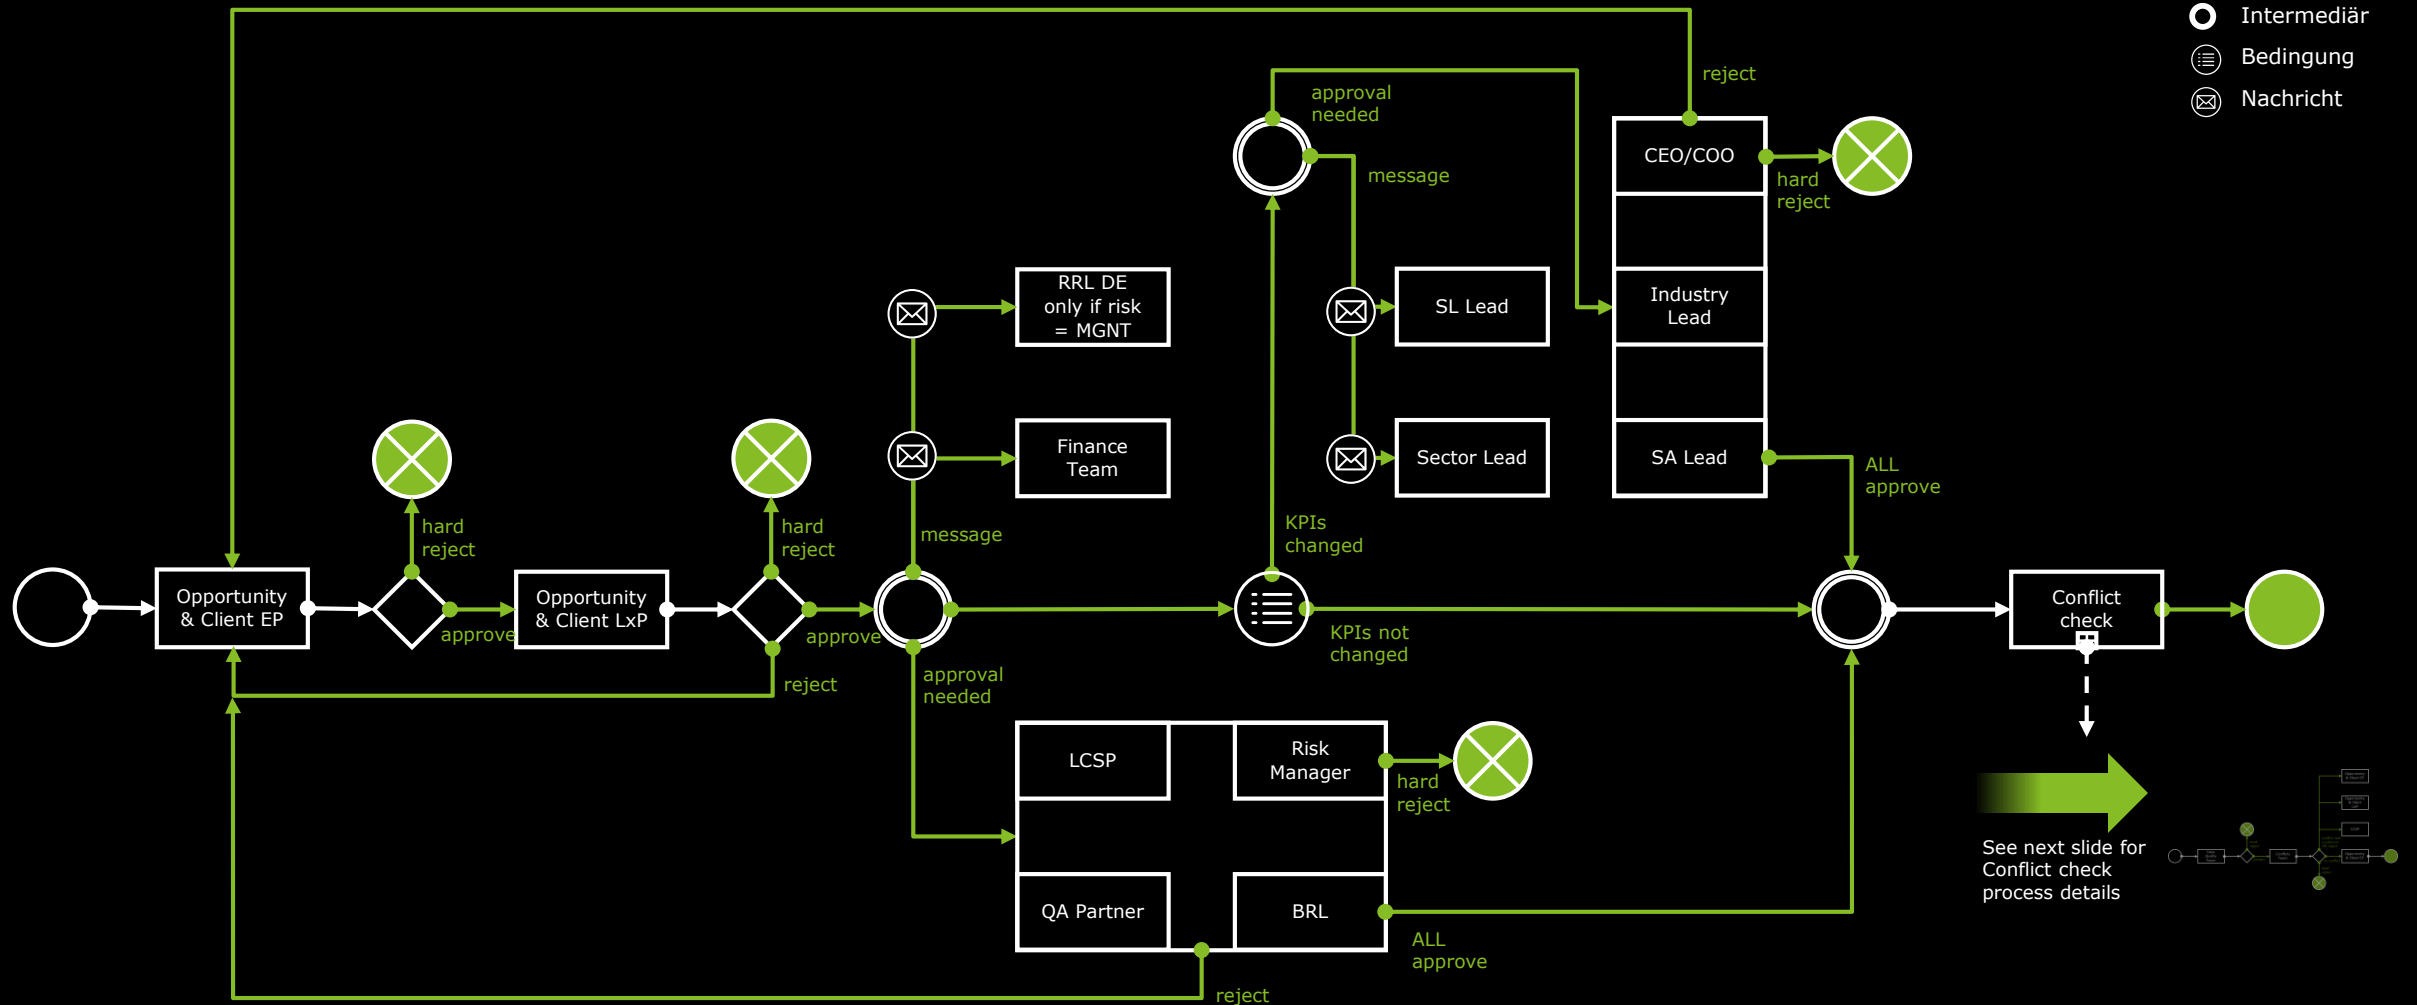 Intermediär
Bedingung
Nachricht
reject
approval
needed
message
CEO/COO
hard
reject
RRL DE
only if risk
= MGNT
SL Lead
Industry
Lead
Finance
Team
Sector Lead
SA Lead
ALL
approve
hard
reject
hard
reject
message
KPIs
changed
Opportunity
& Client EP
approve
Opportunity
& Client LxP
approve
KPIs not
changed
Conflict
check
reject
approval
needed
LCSP
Risk
Manager
hard
reject
QA Partner
BRL
ALL
approve
reject
See next slide for
Conflict check
process details